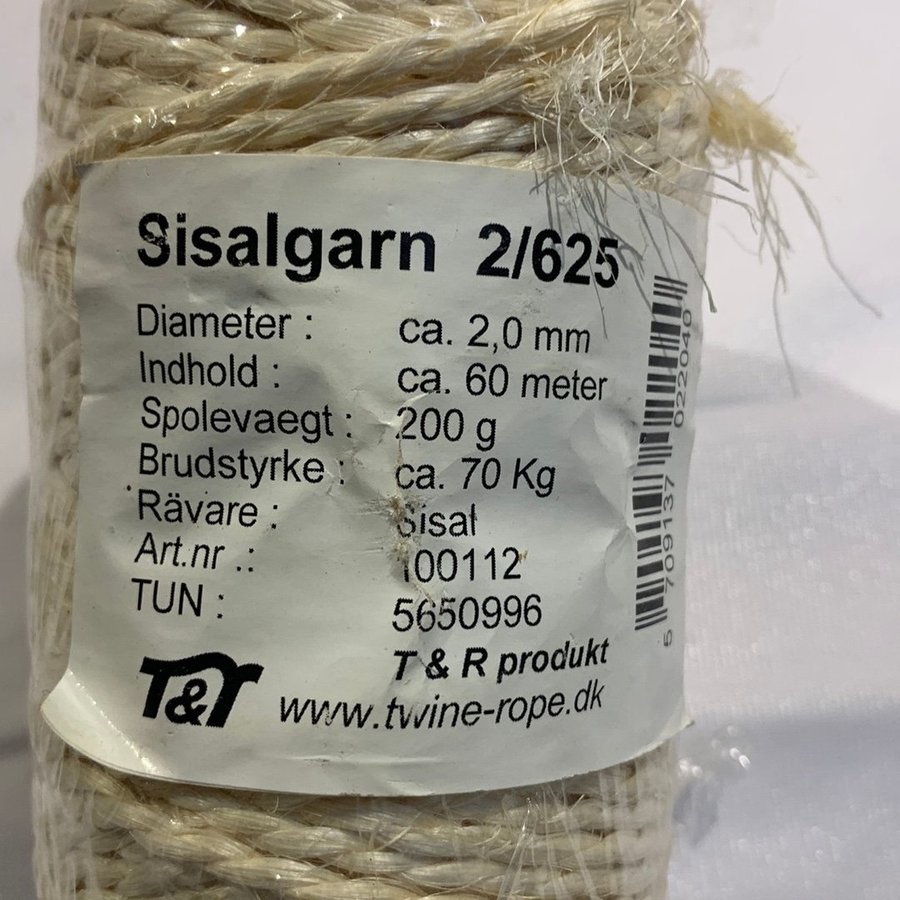 Sisalgarn 2/625
Diameter : ca. 2,0 mm
Indhold : ca. 60 meter
Spolevaegt : 200 g
Brudstyrke : ca. 70 Kg
Rävare : Sisal
Art.nr .: 100112
TUN : 5650996
T & R produkt
T&r www.twine-rope.dk
5 709137 022040